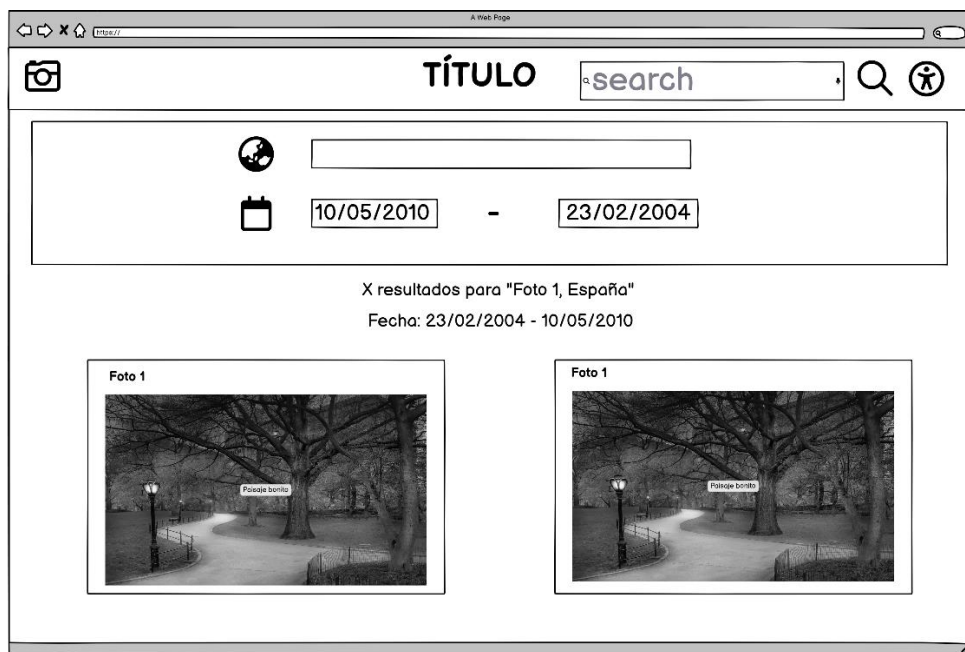 A Web Page
https://
TÍTULO
search
10/05/2010 - 23/02/2004
X resultados para "Foto 1, España"
Fecha: 23/02/2004 - 10/05/2010
Foto 1
Paisaje bonito
Foto 1
Paisaje bonito